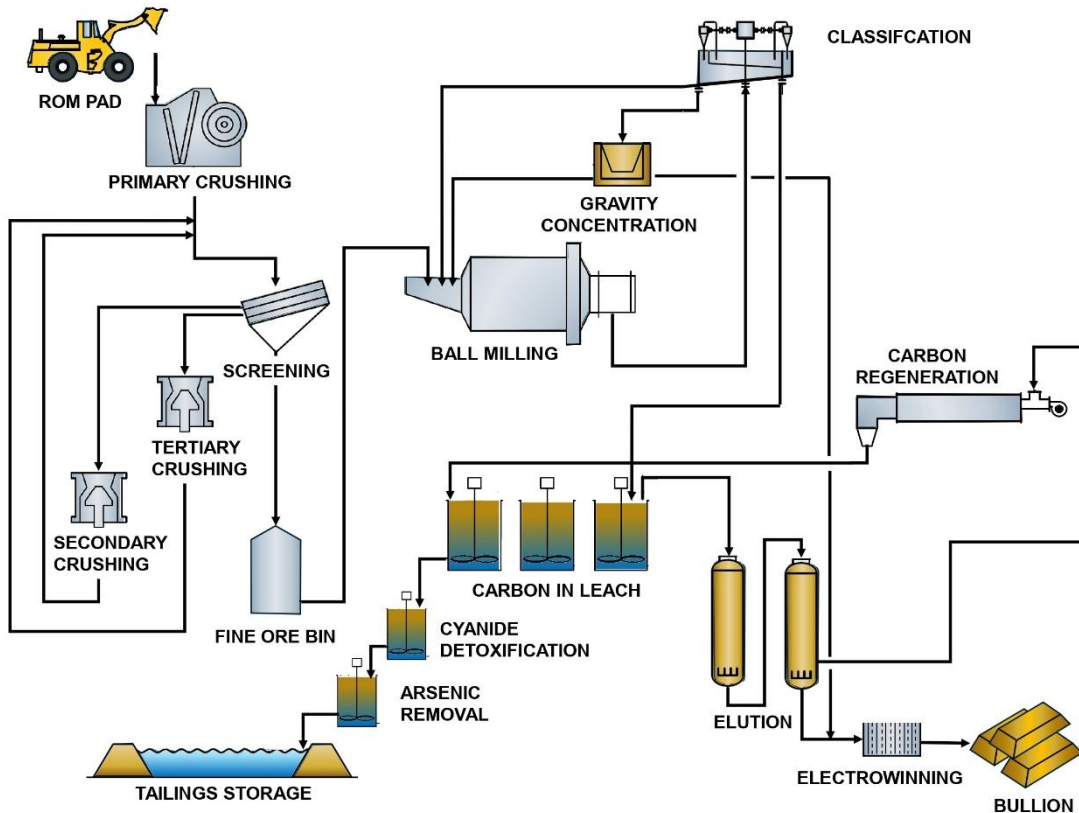 CLASSIFCATION
ROM PAD
PRIMARY CRUSHING
GRAVITY
CONCENTRATION
BALL MILLING
CARBON
REGENERATION
SCREENING
TERTIARY
CRUSHING
SECONDARY
CRUSHING
CARBON IN LEACH
FINE ORE BIN
CYANIDE
DETOXIFICATION
ARSENIC
REMOVAL
ELUTION
ELECTROWINNING
TAILINGS STORAGE
BULLION